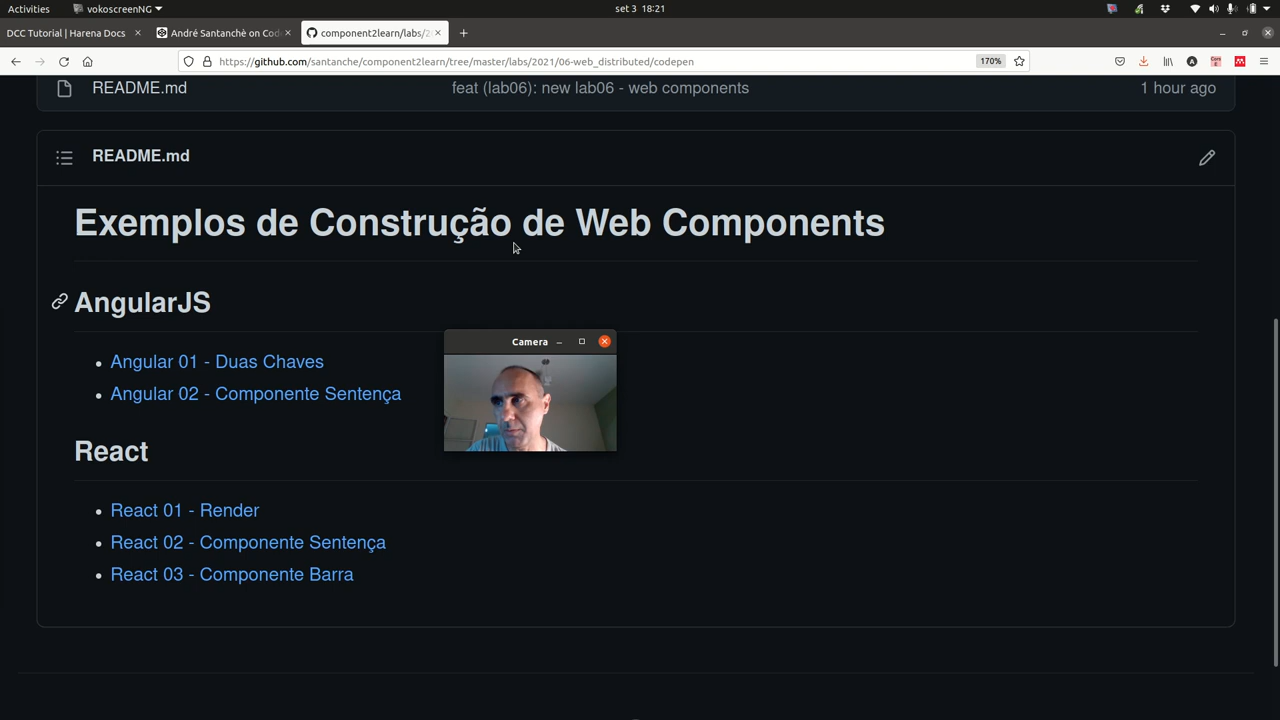 Activities
vokoscreenNG
set 3 18:21
DCC Tutorial | Harena Docs
André Santanchè on Cod
component2learn/labs/2
https://github.com/santanche/component2learn/tree/master/labs/2021/06-web_distributed/codepen
170%
README.md
feat (lab06): new lab06 - web components
1 hour ago
README.md
Exemplos de Construção de Web Components
AngularJS
Camera
Angular 01 - Duas Chaves
Angular 02 - Componente Sentença
React
React 01 - Render
React 02 - Componente Sentença
React 03 - Componente Barra